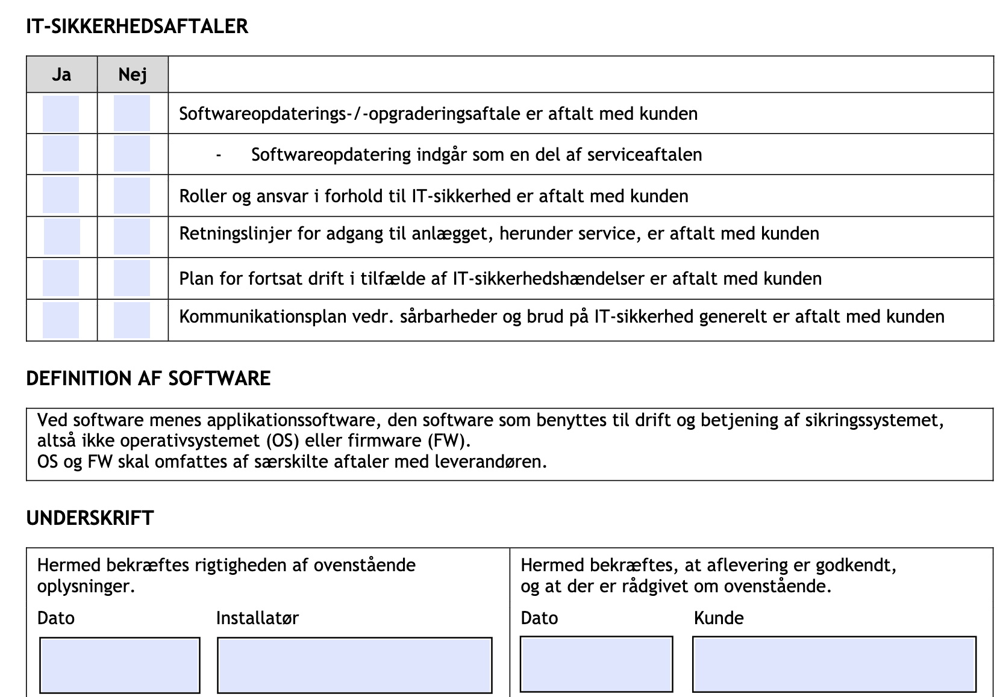 IT-SIKKERHEDSAFTALER
Ja Nej
Softwareopdaterings-/-opgraderingsaftale er aftalt med kunden
- Softwareopdatering indgår som en del af serviceaftalen
Roller og ansvar i forhold til IT-sikkerhed er aftalt med kunden
Retningslinjer for adgang til anlægget, herunder service, er aftalt med kunden
Plan for fortsat drift i tilfælde af IT-sikkerhedshændelser er aftalt med kunden
Kommunikationsplan vedr. sårbarheder og brud på IT-sikkerhed generelt er aftalt med kunden
DEFINITION AF SOFTWARE
Ved software menes applikationssoftware, den software som benyttes til drift og betjening af sikringssystemet,
altså ikke operativsystemet (OS) eller firmware (FW).
OS og FW skal omfattes af særskilte aftaler med leverandøren.
UNDERSKRIFT
Hermed bekræftes rigtigheden af ovenstående
oplysninger.
Dato Installatør
Hermed bekræftes, at aflevering er godkendt,
og at der er rådgivet om ovenstående.
Dato Kunde